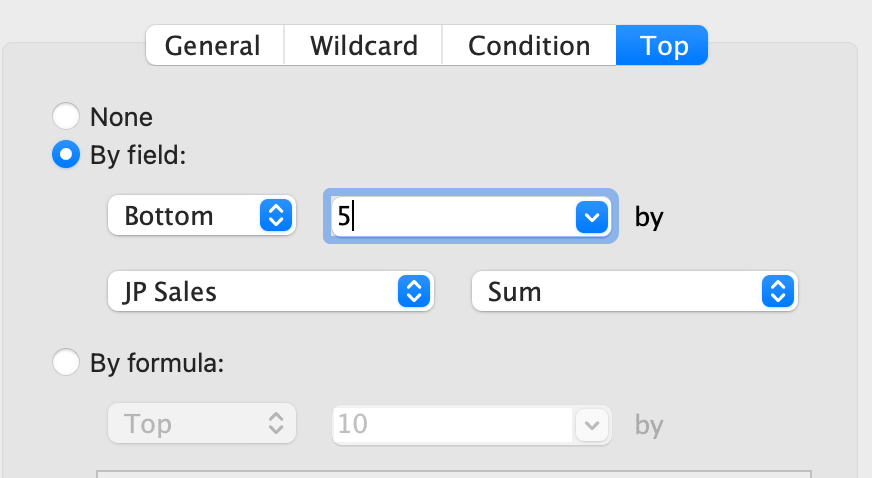 General Wildcard Condition Top
None
By field:
Bottom 5 by
JP Sales Sum
By formula:
Top 10 by